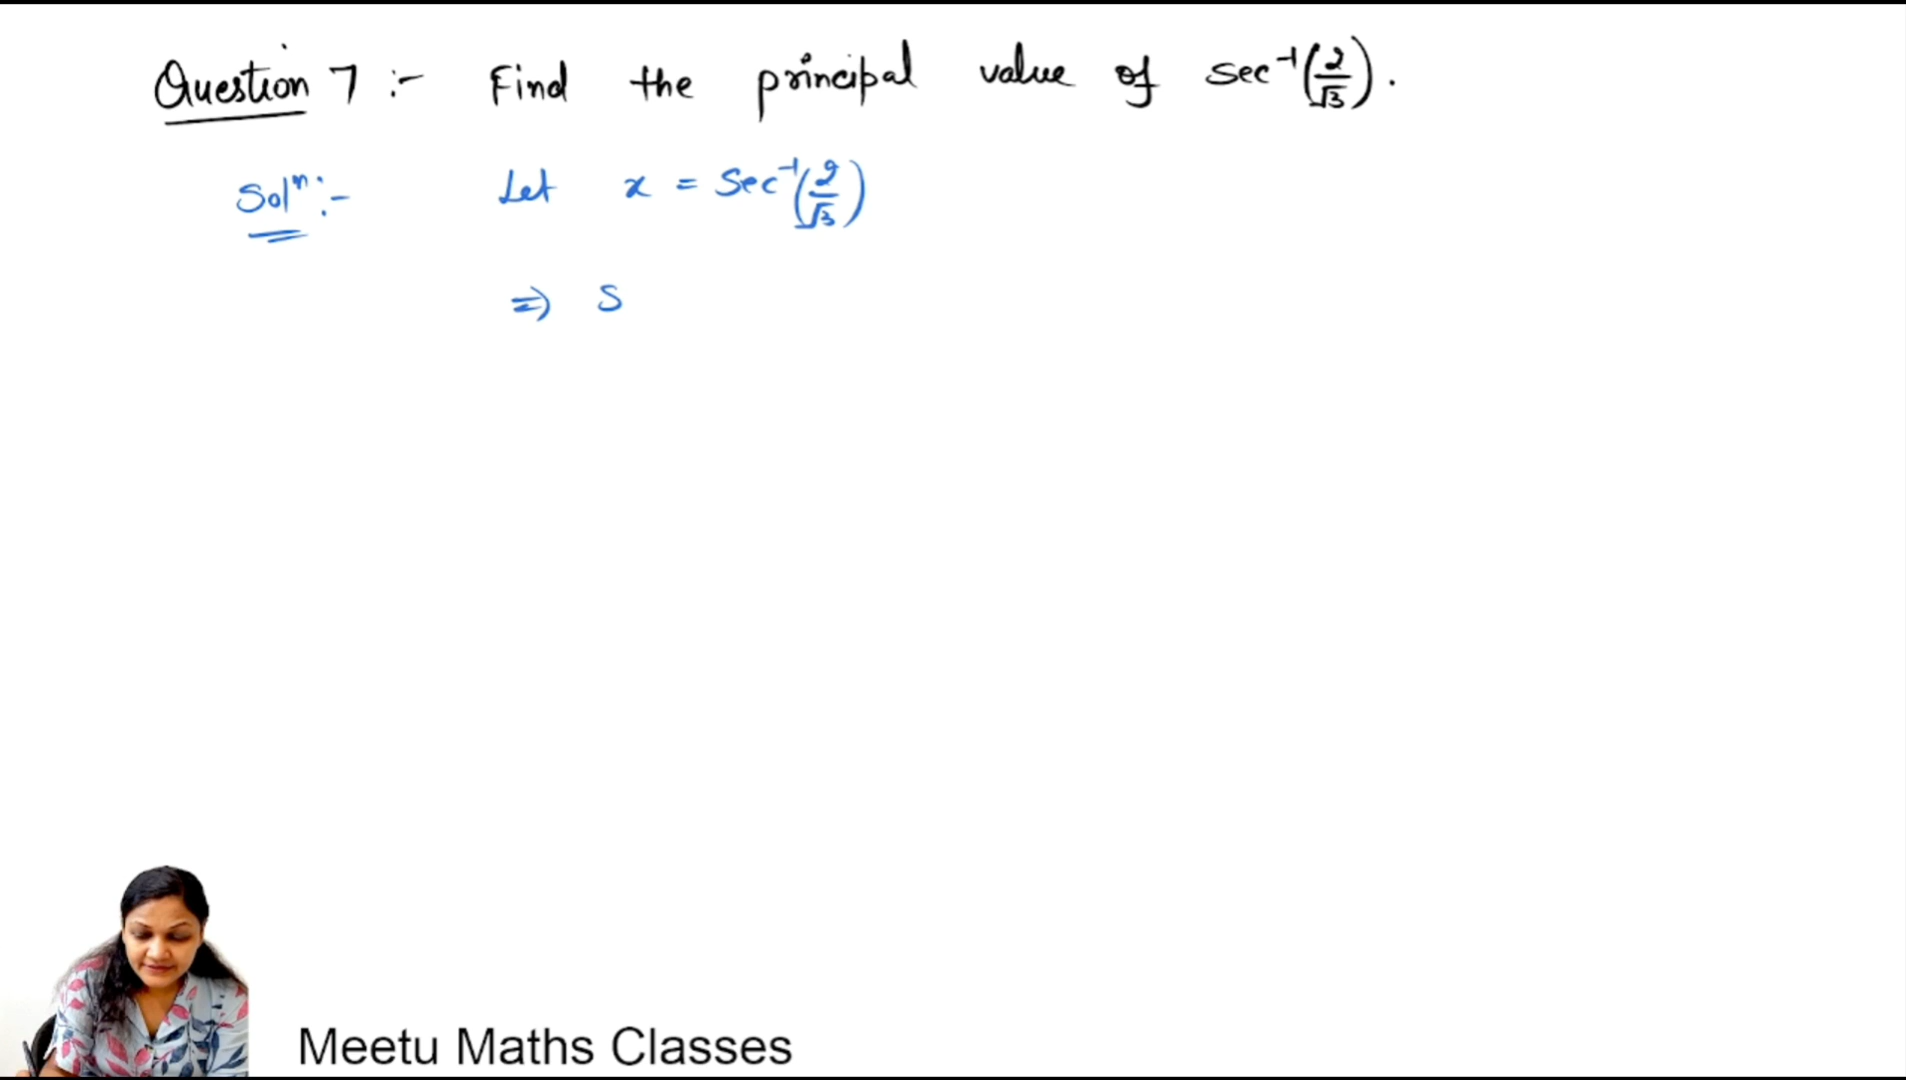 Question 7 :- Find the principal value of sec⁻¹(2/√3).
Solⁿ:- Let x = sec⁻¹(2/√3)
⇒ s
Meetu Maths Classes